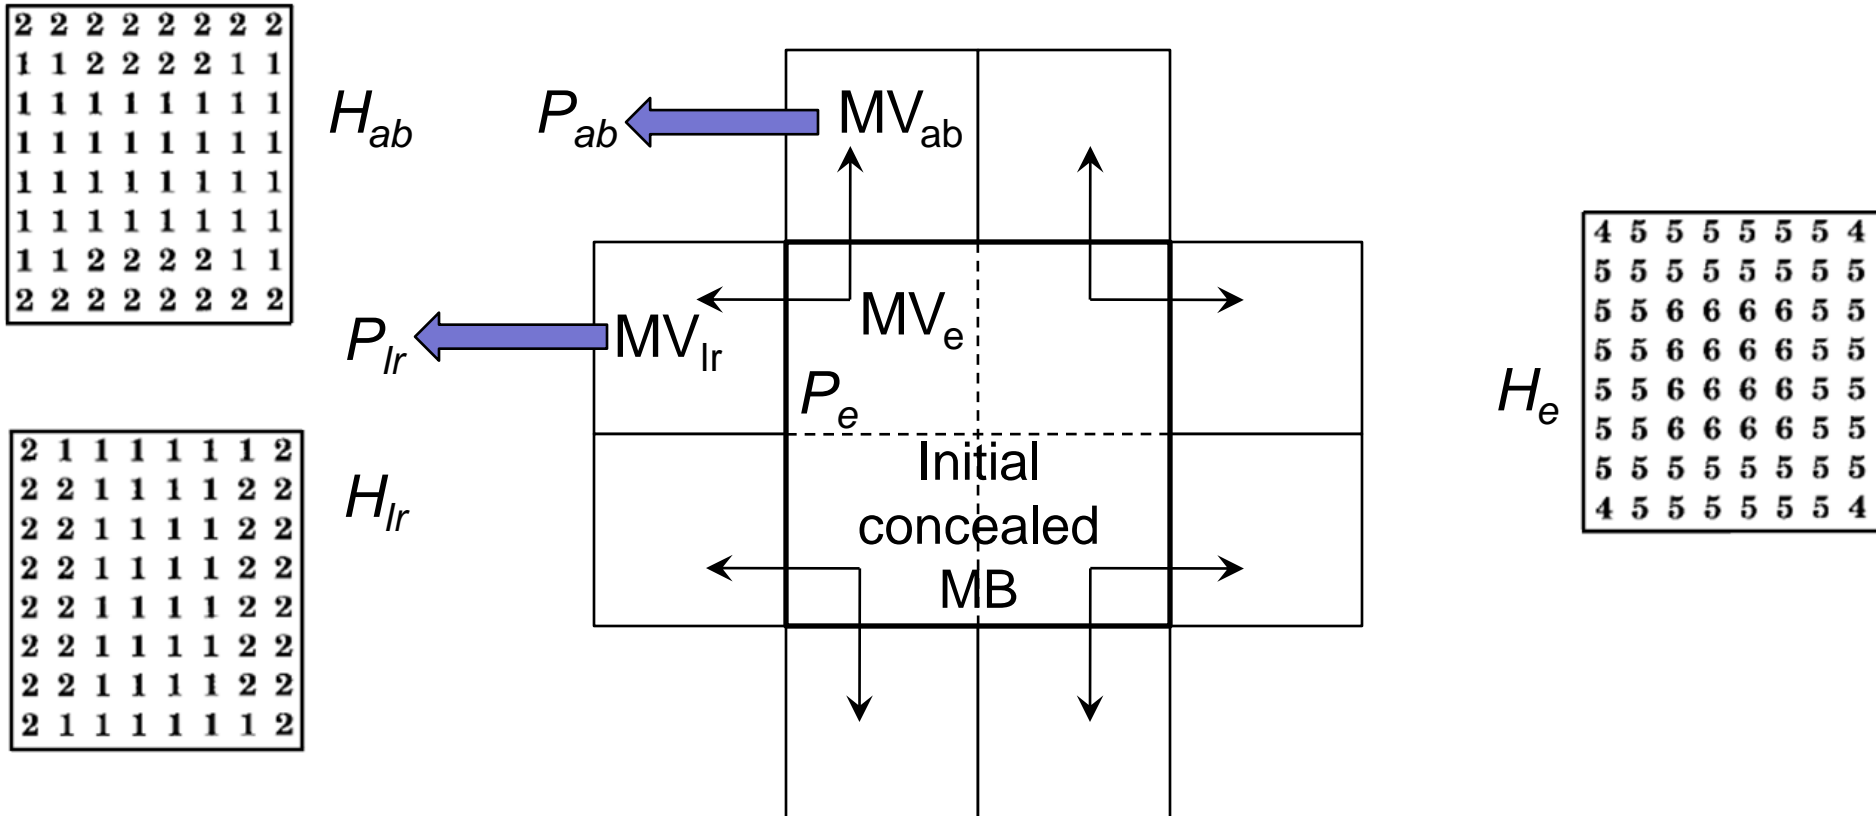 2 2 2 2 2 2 2 2
1 1 2 2 2 2 1 1
1 1 1 1 1 1 1 1
1 1 1 1 1 1 1 1
1 1 1 1 1 1 1 1
1 1 1 1 1 1 1 1
1 1 2 2 2 2 1 1
2 2 2 2 2 2 2 2
H_ab
P_ab
MV_ab
P_lr
MV_lr
MV_e
P_e
Initial
concealed
MB
2 1 1 1 1 1 1 2
2 2 1 1 1 1 2 2
2 2 1 1 1 1 2 2
2 2 1 1 1 1 2 2
2 2 1 1 1 1 2 2
2 2 1 1 1 1 2 2
2 2 1 1 1 1 2 2
2 1 1 1 1 1 1 2
H_lr
H_e
4 5 5 5 5 5 5 4
5 5 5 5 5 5 5 5
5 5 6 6 6 6 5 5
5 5 6 6 6 6 5 5
5 5 6 6 6 6 5 5
5 5 6 6 6 6 5 5
5 5 5 5 5 5 5 5
4 5 5 5 5 5 5 4